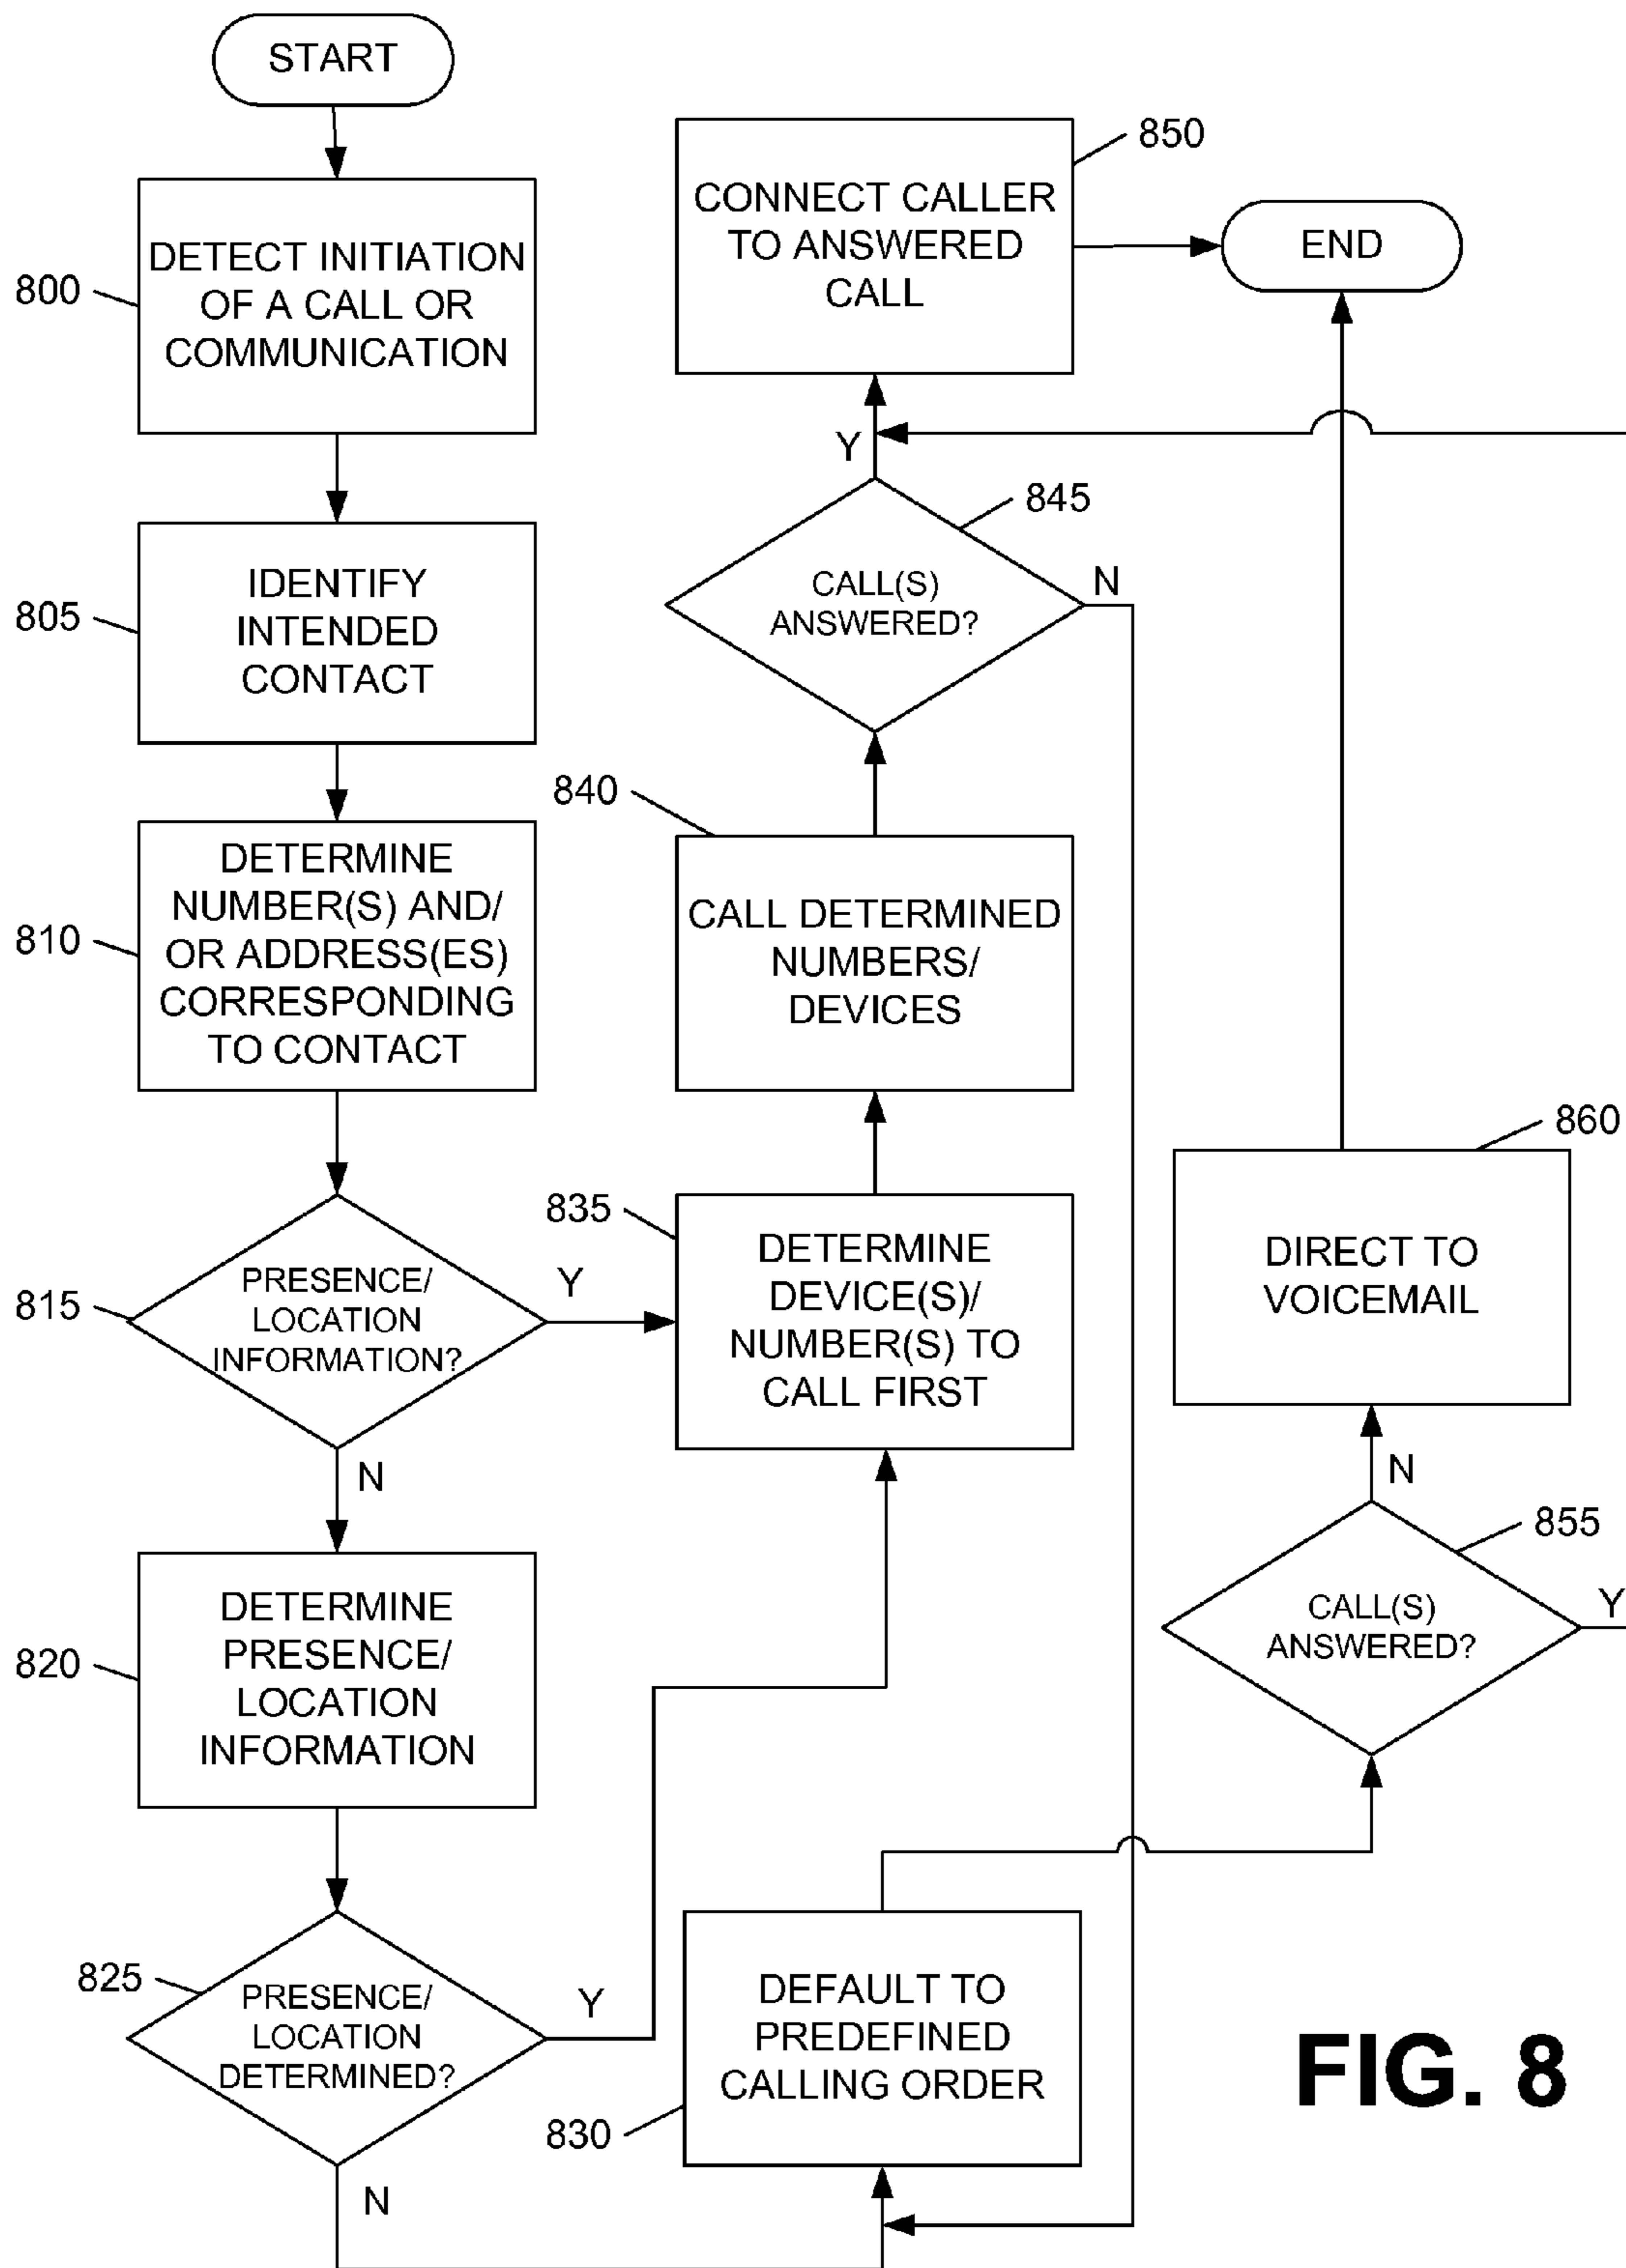 START
800
DETECT INITIATION
OF A CALL OR
COMMUNICATION
805
IDENTIFY
INTENDED
CONTACT
810
DETERMINE
NUMBER(S) AND/
OR ADDRESS(ES)
CORRESPONDING
TO CONTACT
815
PRESENCE/
LOCATION
INFORMATION?
Y
N
820
DETERMINE
PRESENCE/
LOCATION
INFORMATION
825
PRESENCE/
LOCATION
DETERMINED?
Y
N
850
CONNECT CALLER
TO ANSWERED
CALL
Y
845
CALL(S)
ANSWERED?
N
840
CALL DETERMINED
NUMBERS/
DEVICES
835
DETERMINE
DEVICE(S)/
NUMBER(S) TO
CALL FIRST
DEFAULT TO
PREDEFINED
CALLING ORDER
830
END
860
DIRECT TO
VOICEMAIL
N
855
CALL(S)
ANSWERED?
Y
FIG. 8